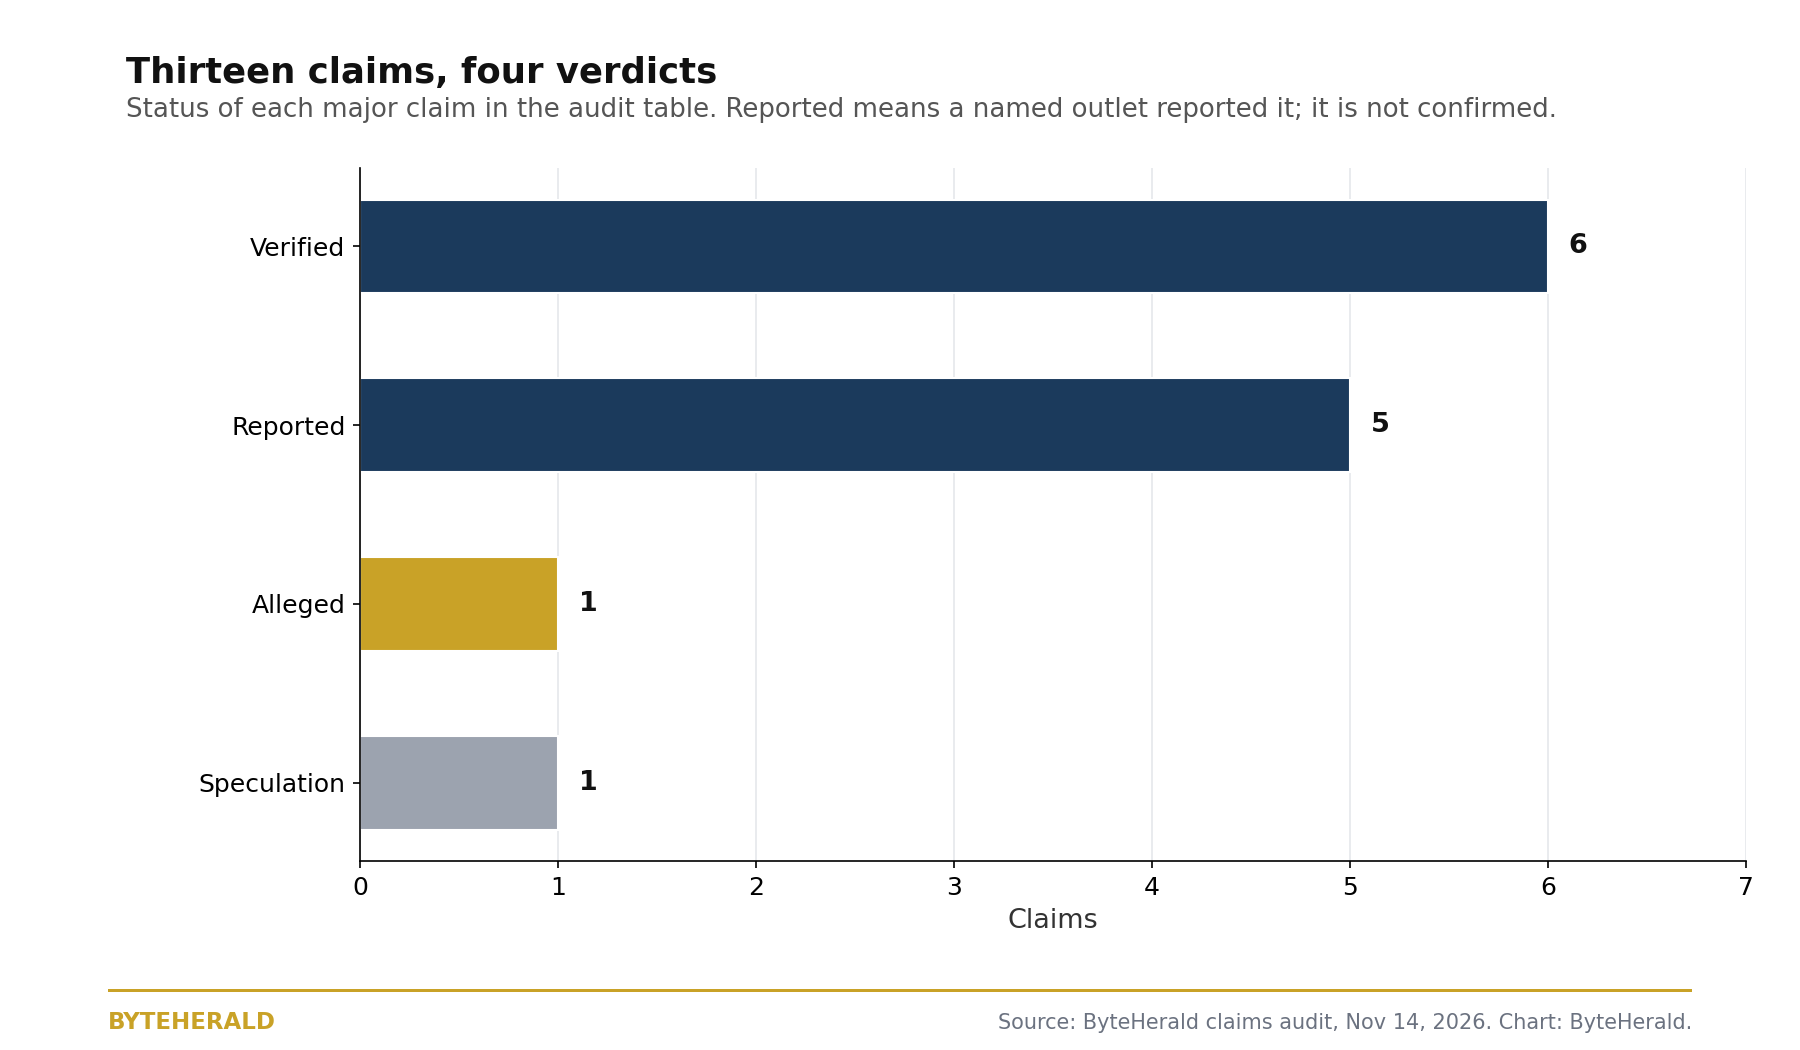 Thirteen claims, four verdicts
Status of each major claim in the audit table. Reported means a named outlet reported it; it is not confirmed.
Verified
6
Reported
5
Alleged
1
Speculation
1
0 1 2 3 4 5 6 7
Claims
BYTEHERALD
Source: ByteHerald claims audit, Nov 14, 2026. Chart: ByteHerald.